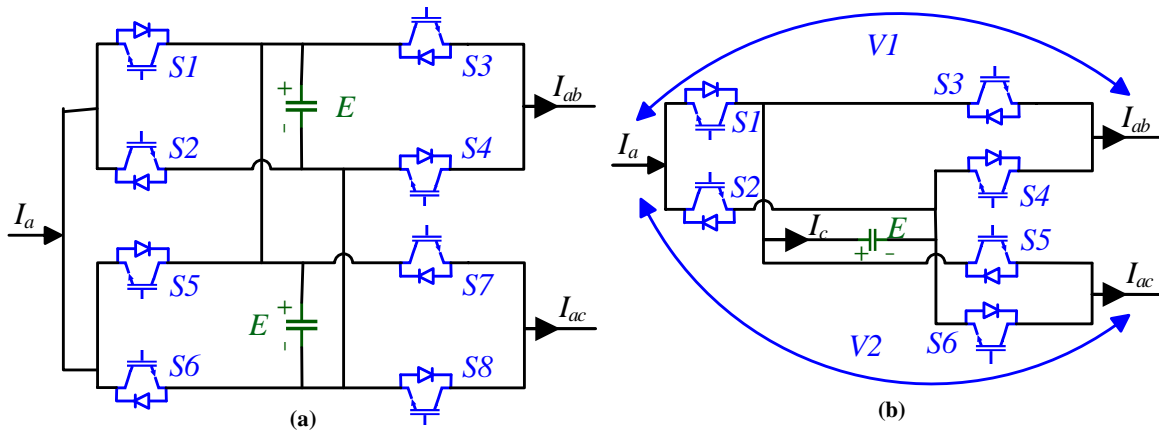 S1
S3
+
E
-
I_ab
S2
S4
I_a
S5
S7
+
E
-
I_ac
S6
S8
(a)
V1
S3
S1
I_ab
I_a
S2
S4
I_c
E
+ -
S5
I_ac
V2
S6
(b)